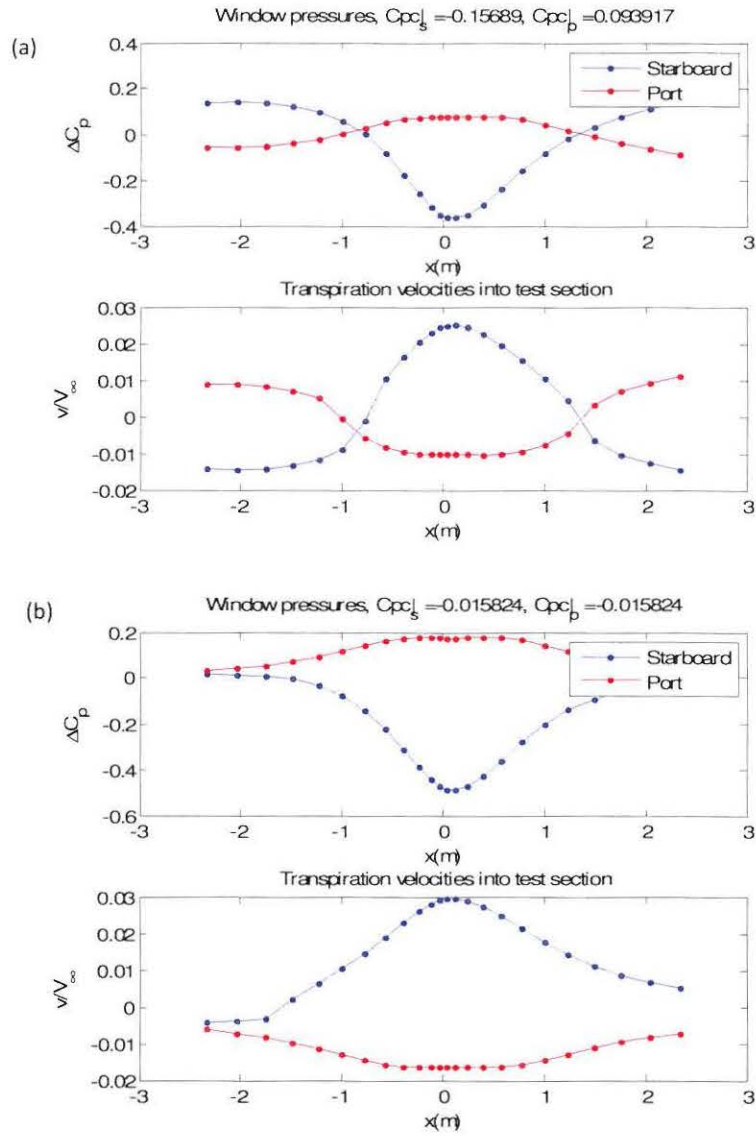 (a)
Window pressures, Cpc|s=-0.15689, Cpc|p=0.093917
0.4
0.2
0
-0.2
-0.4
ΔCp
Starboard
Port
-3 -2 -1 0 1 2 3
x(m)
Transpiration velocities into test section
0.03
0.02
0.01
0
-0.01
-0.02
v/V∞
-3 -2 -1 0 1 2 3
x(m)
(b)
Window pressures, Cpc|s=-0.015824, Cpc|p=-0.015824
0.2
0
-0.2
-0.4
-0.6
ΔCp
Starboard
Port
-3 -2 -1 0 1 2 3
x(m)
Transpiration velocities into test section
0.03
0.02
0.01
0
-0.01
-0.02
v/V∞
-3 -2 -1 0 1 2 3
x(m)